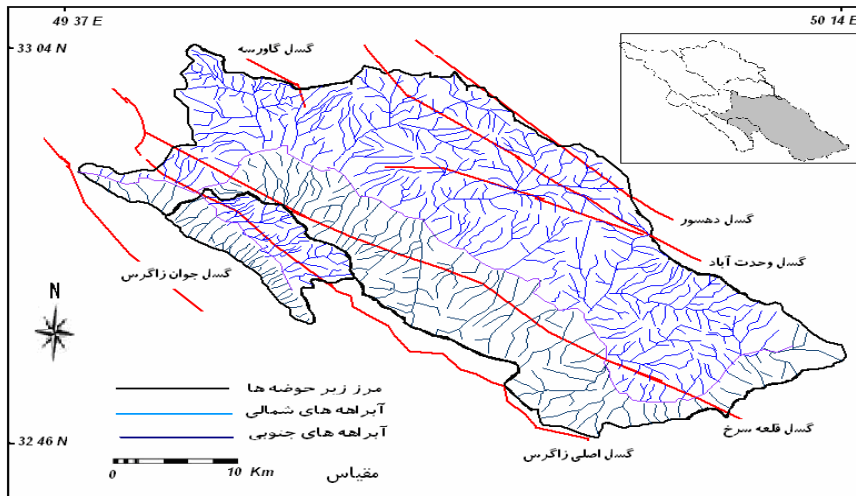 49 37 E
50 14 E
33 04 N
گسل گاورسه
گسل دهسور
گسل وحدت آباد
گسل جوان زاگرس
N
مرز زیر حوضه ها
آبراهه های شمالی
آبراهه های جنوبی
گسل قلعه سرخ
32 46 N
گسل اصلی زاگرس
0 10 Km مقیاس